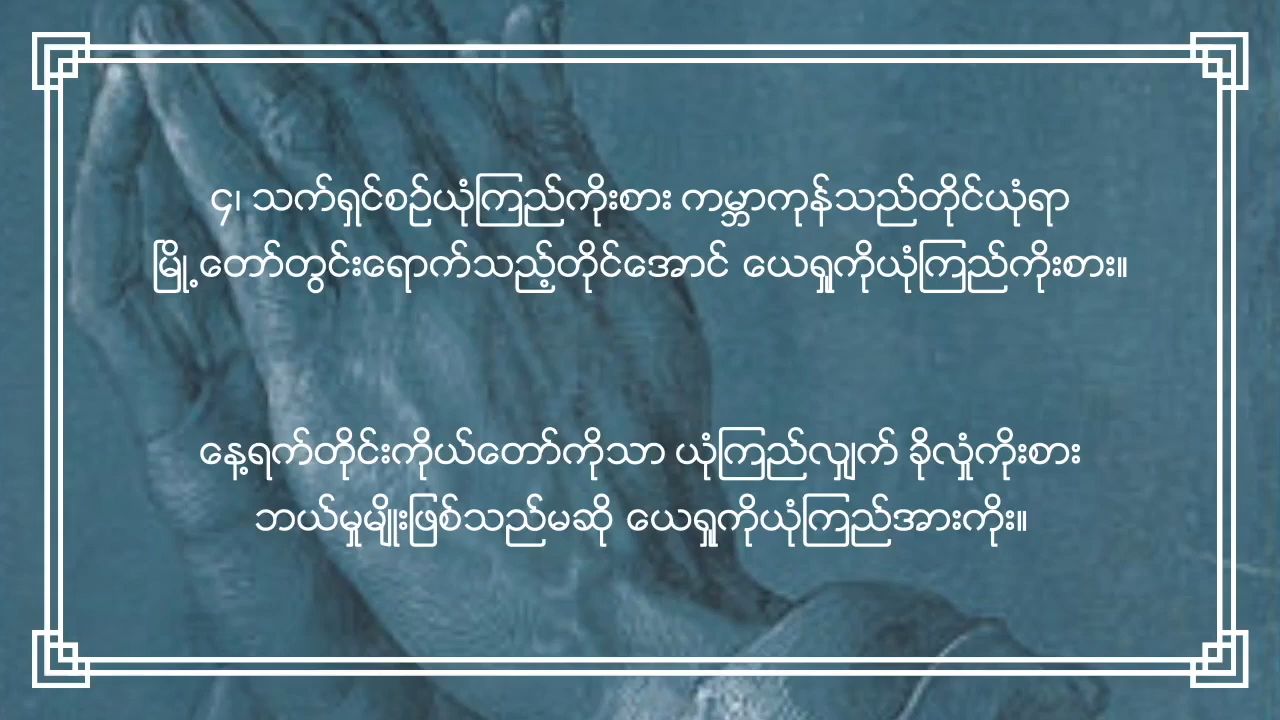 ၄၊ သက်ရှင်စဉ်ယုံကြည်ကိုးစား ကမ္ဘာကုန်သည်တိုင်ယုံရာ
မြို့တော်တွင်းရောက်သည့်တိုင်အောင် ယေရှုကိုယုံကြည်ကိုးစား။
နေ့ရက်တိုင်းကိုယ်တော်ကိုသာ ယုံကြည်လျှက် ခိုလှုံကိုးစား
ဘယ်မှုမျိုးဖြစ်သည်မဆို ယေရှုကိုယုံကြည်အားကိုး။